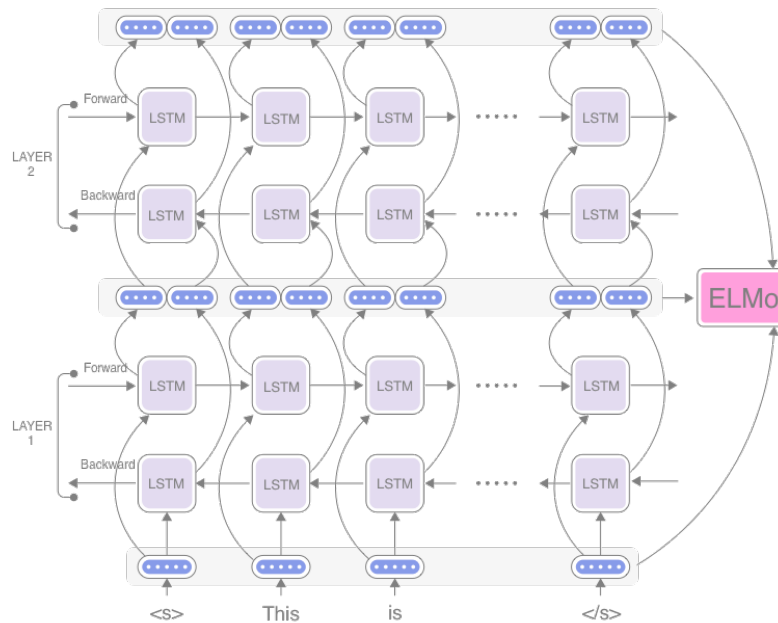 Forward
LSTM LSTM LSTM LSTM
LAYER
2
Backward
LSTM LSTM LSTM LSTM
ELMo
Forward
LSTM LSTM LSTM LSTM
LAYER
1
Backward
LSTM LSTM LSTM LSTM
<s> This is </s>